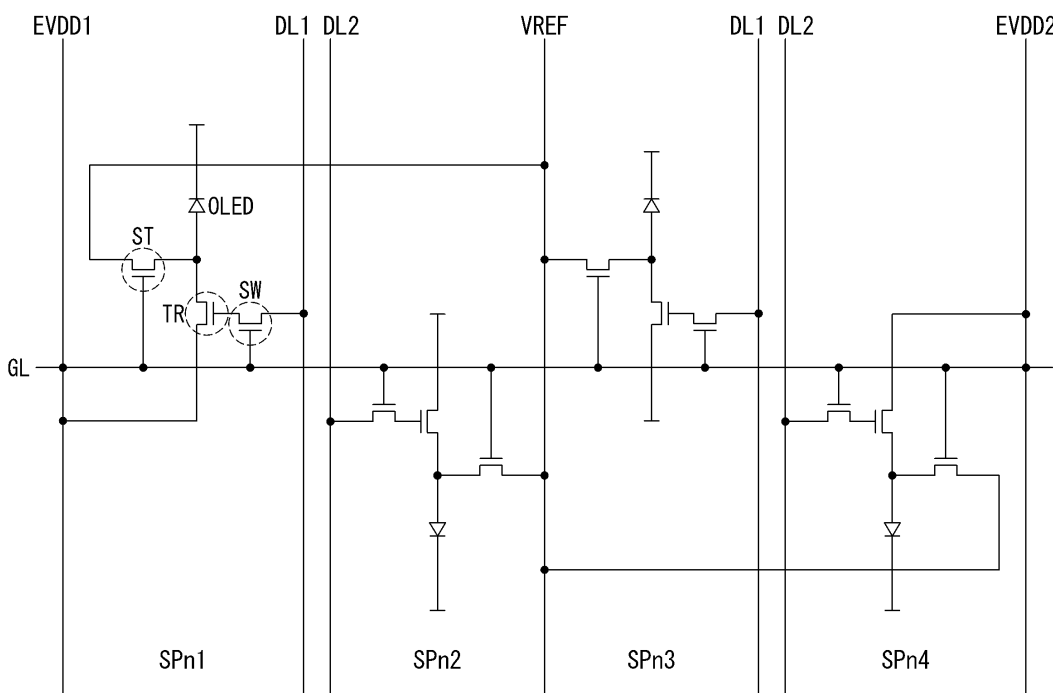 EVDD1 DL1 DL2 VREF DL1 DL2 EVDD2
OLED
ST
SW
TR
GL
SPn1 SPn2 SPn3 SPn4